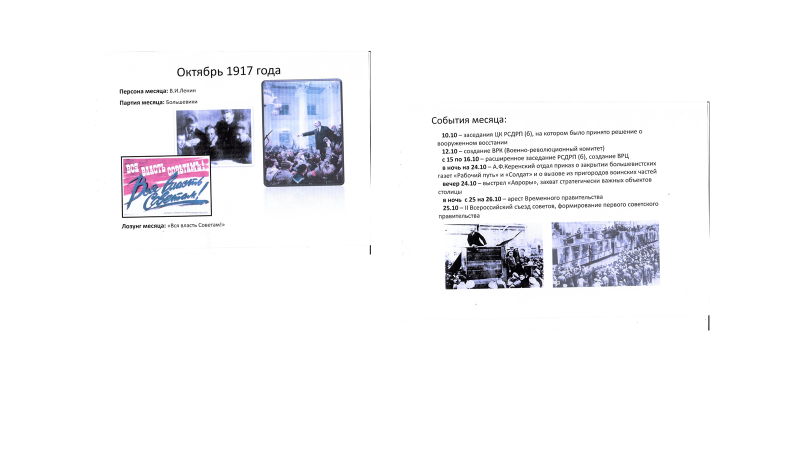 Октябрь 1917 года
Персона месяца: В.И.Ленин
Партия месяца: Большевики
ВСЯ ВЛАСТЬ СОВЕТАМ!
Вся власть
Советам!
Лозунг месяца: «Вся власть Советам!»
События месяца:
10.10 – заседания ЦК РСДРП (б), на котором было принято решение о
вооруженном восстании
12.10 – создание ВРК (Военно-революционный комитет)
с 15 по 16.10 – расширенное заседание РСДРП (б), создание ВРЦ
в ночь на 24.10 – А.Ф.Керенский отдал приказ о закрытии большевистских
газет «Рабочий путь» и «Солдат» и о вызове из пригородов воинских частей
вечер 24.10 – выстрел «Авроры», захват стратегически важных объектов
столицы
в ночь с 25 на 26.10 – арест Временного правительства
25.10 – II Всероссийский съезд советов, формирование первого советского
правительства